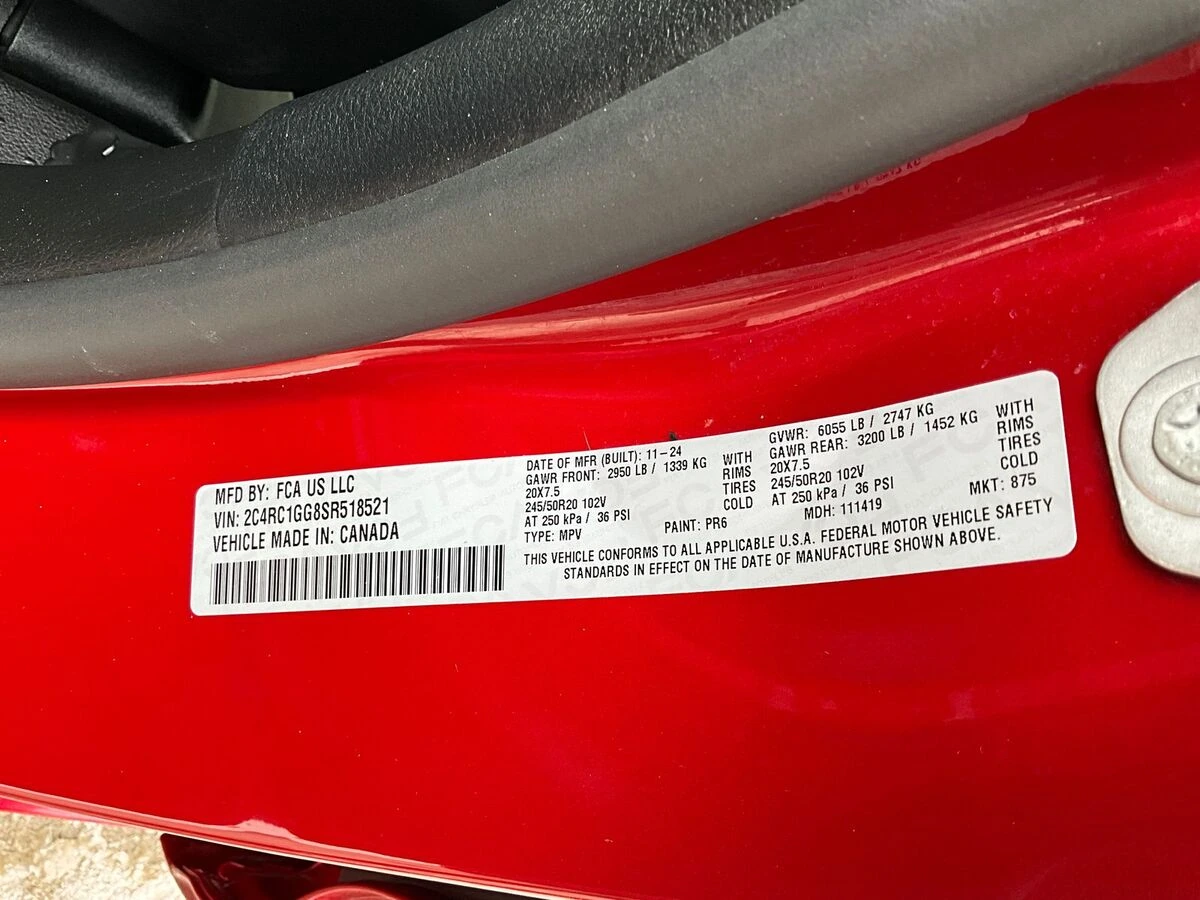 MFD BY: FCA US LLC
VIN: 2C4RC1GG8SR518521
VEHICLE MADE IN: CANADA
DATE OF MFR (BUILT): 11-24
GAWR FRONT: 2950 LB / 1339 KG WITH
20X7.5 RIMS
245/50R20 102V TIRES
AT 250 kPa / 36 PSI COLD
TYPE: MPV PAINT: PR6
GVWR: 6055 LB / 2747 KG
GAWR REAR: 3200 LB / 1452 KG WITH
20X7.5 RIMS
245/50R20 102V TIRES
AT 250 kPa / 36 PSI COLD
MDH: 111419 MKT: 875
THIS VEHICLE CONFORMS TO ALL APPLICABLE U.S.A. FEDERAL MOTOR VEHICLE SAFETY
STANDARDS IN EFFECT ON THE DATE OF MANUFACTURE SHOWN ABOVE.